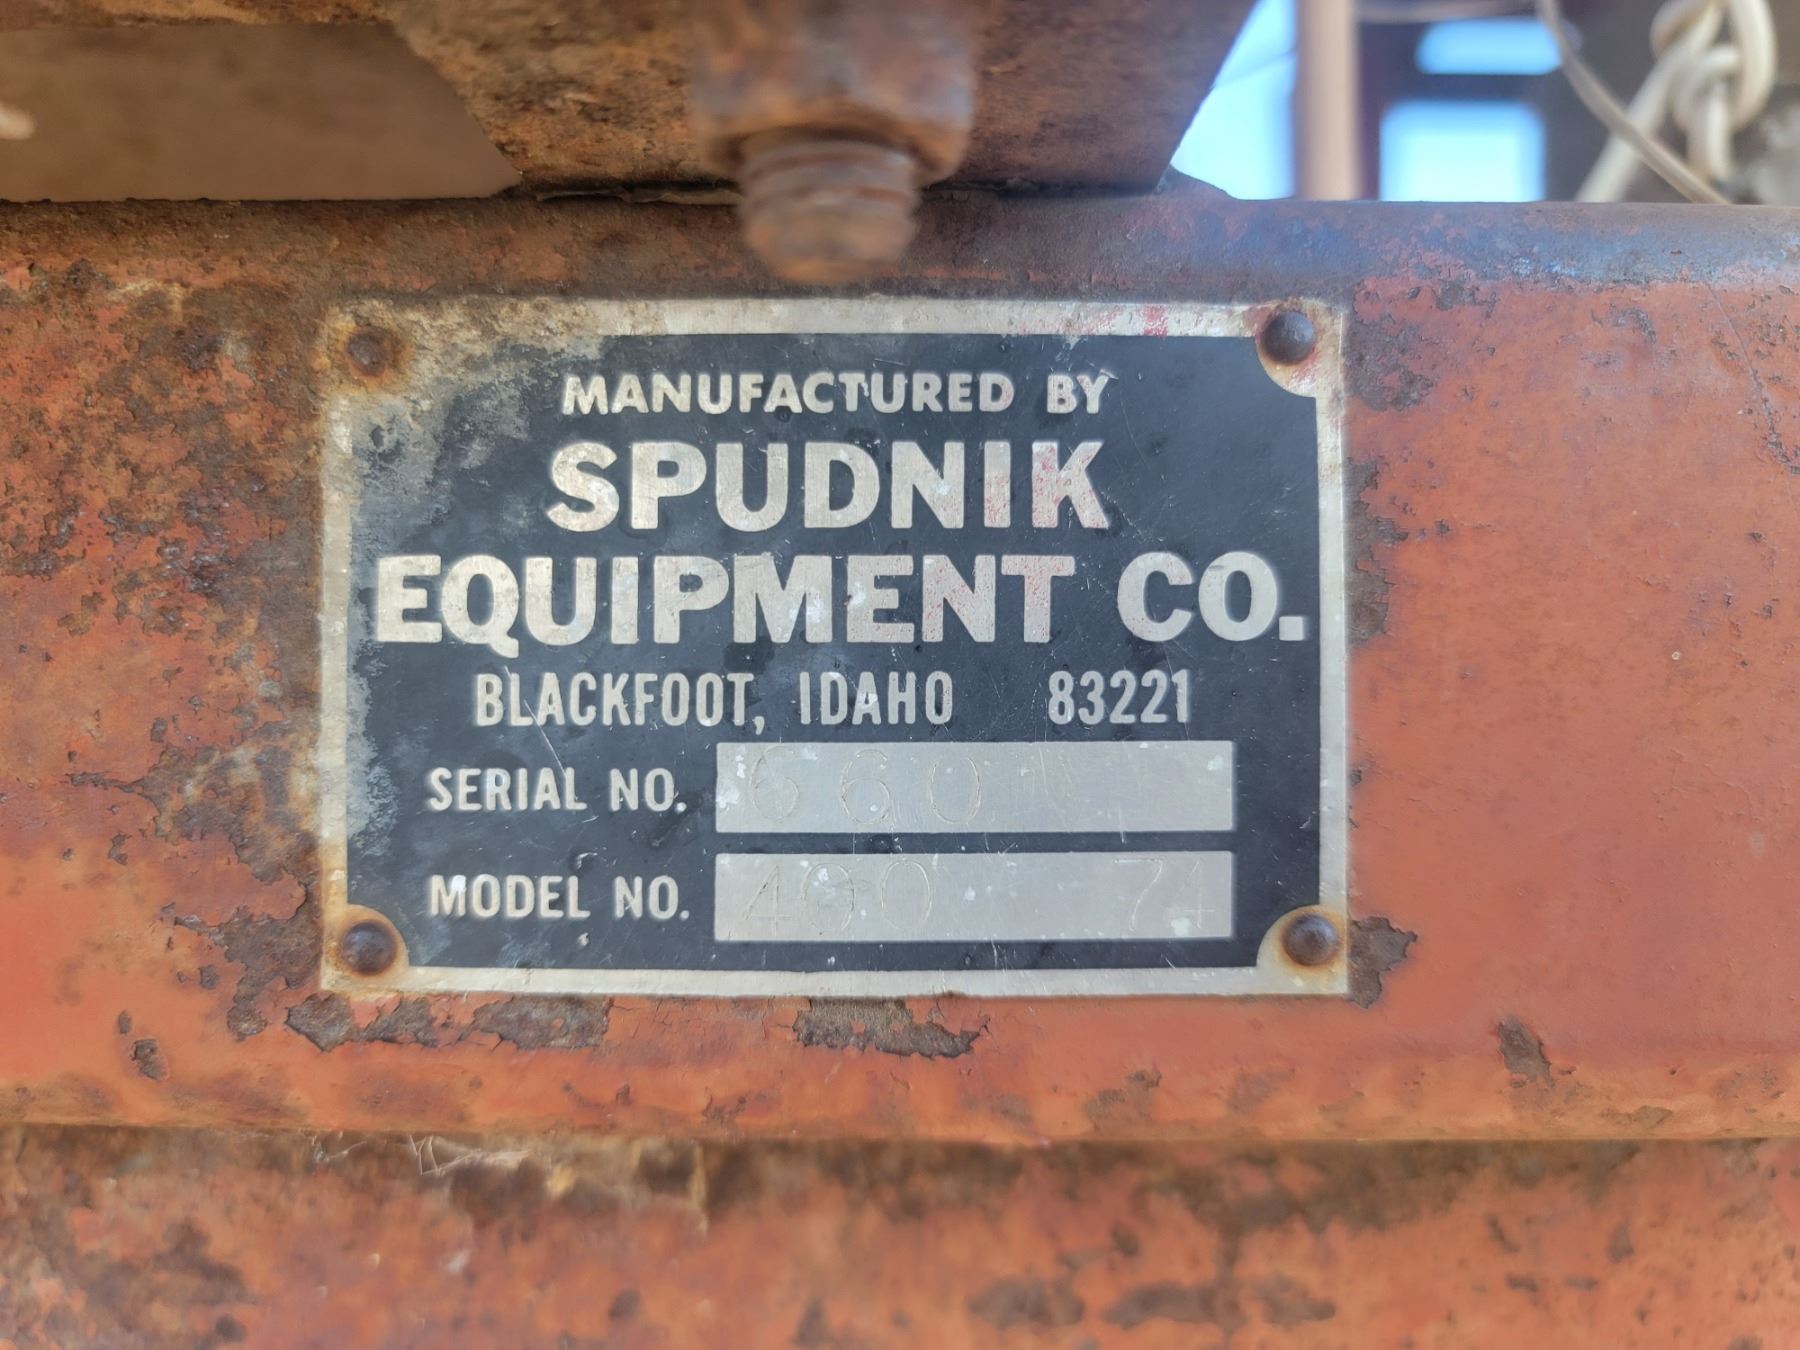 MANUFACTURED BY
SPUDNIK
EQUIPMENT CO.
BLACKFOOT, IDAHO 83221
SERIAL NO. 660
MODEL NO. 400 74